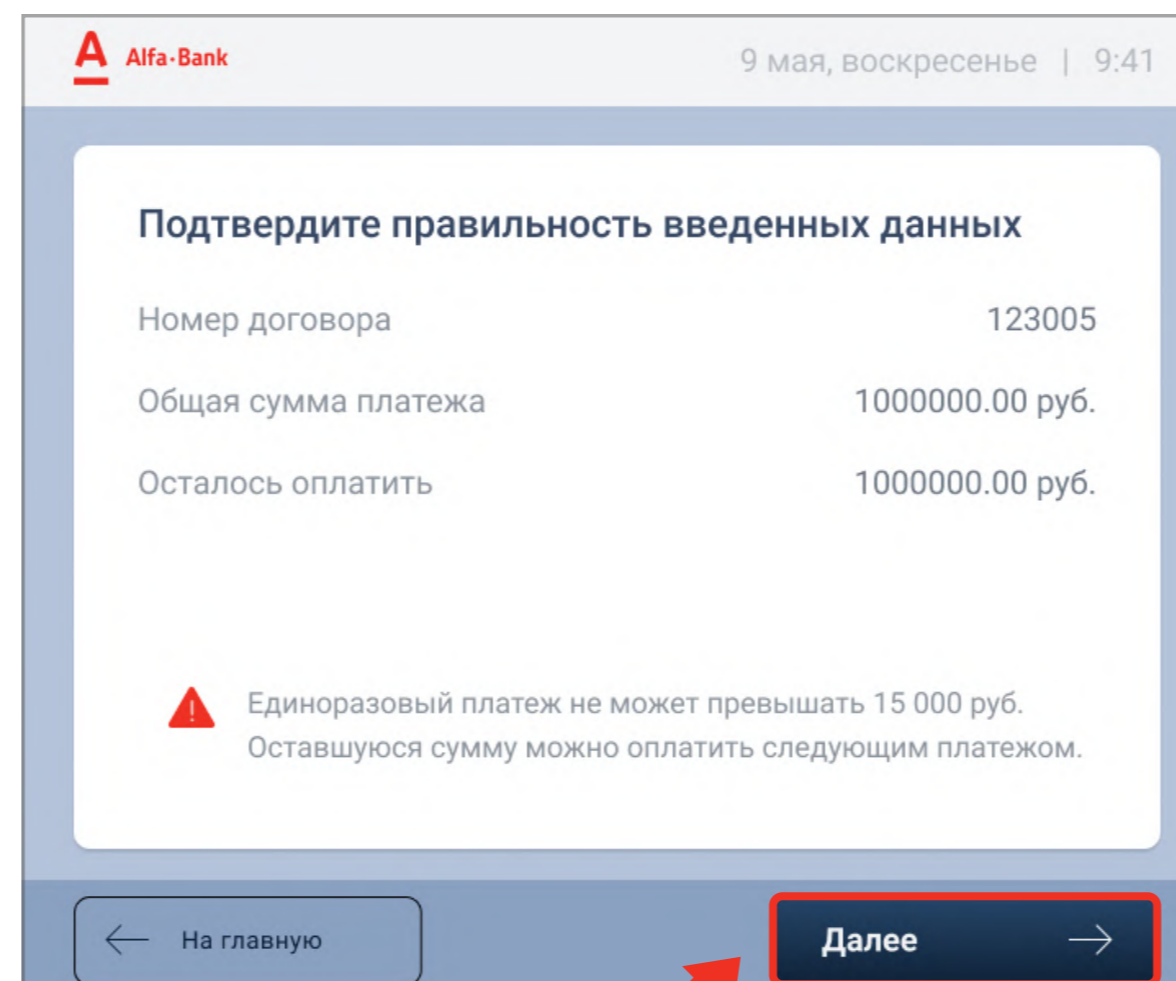 A Alfa·Bank
9 мая, воскресенье | 9:41
Подтвердите правильность введенных данных
Номер договора 123005
Общая сумма платежа 1000000.00 руб.
Осталось оплатить 1000000.00 руб.
! Единоразовый платеж не может превышать 15 000 руб.
Оставшуюся сумму можно оплатить следующим платежом.
← На главную
Далее →